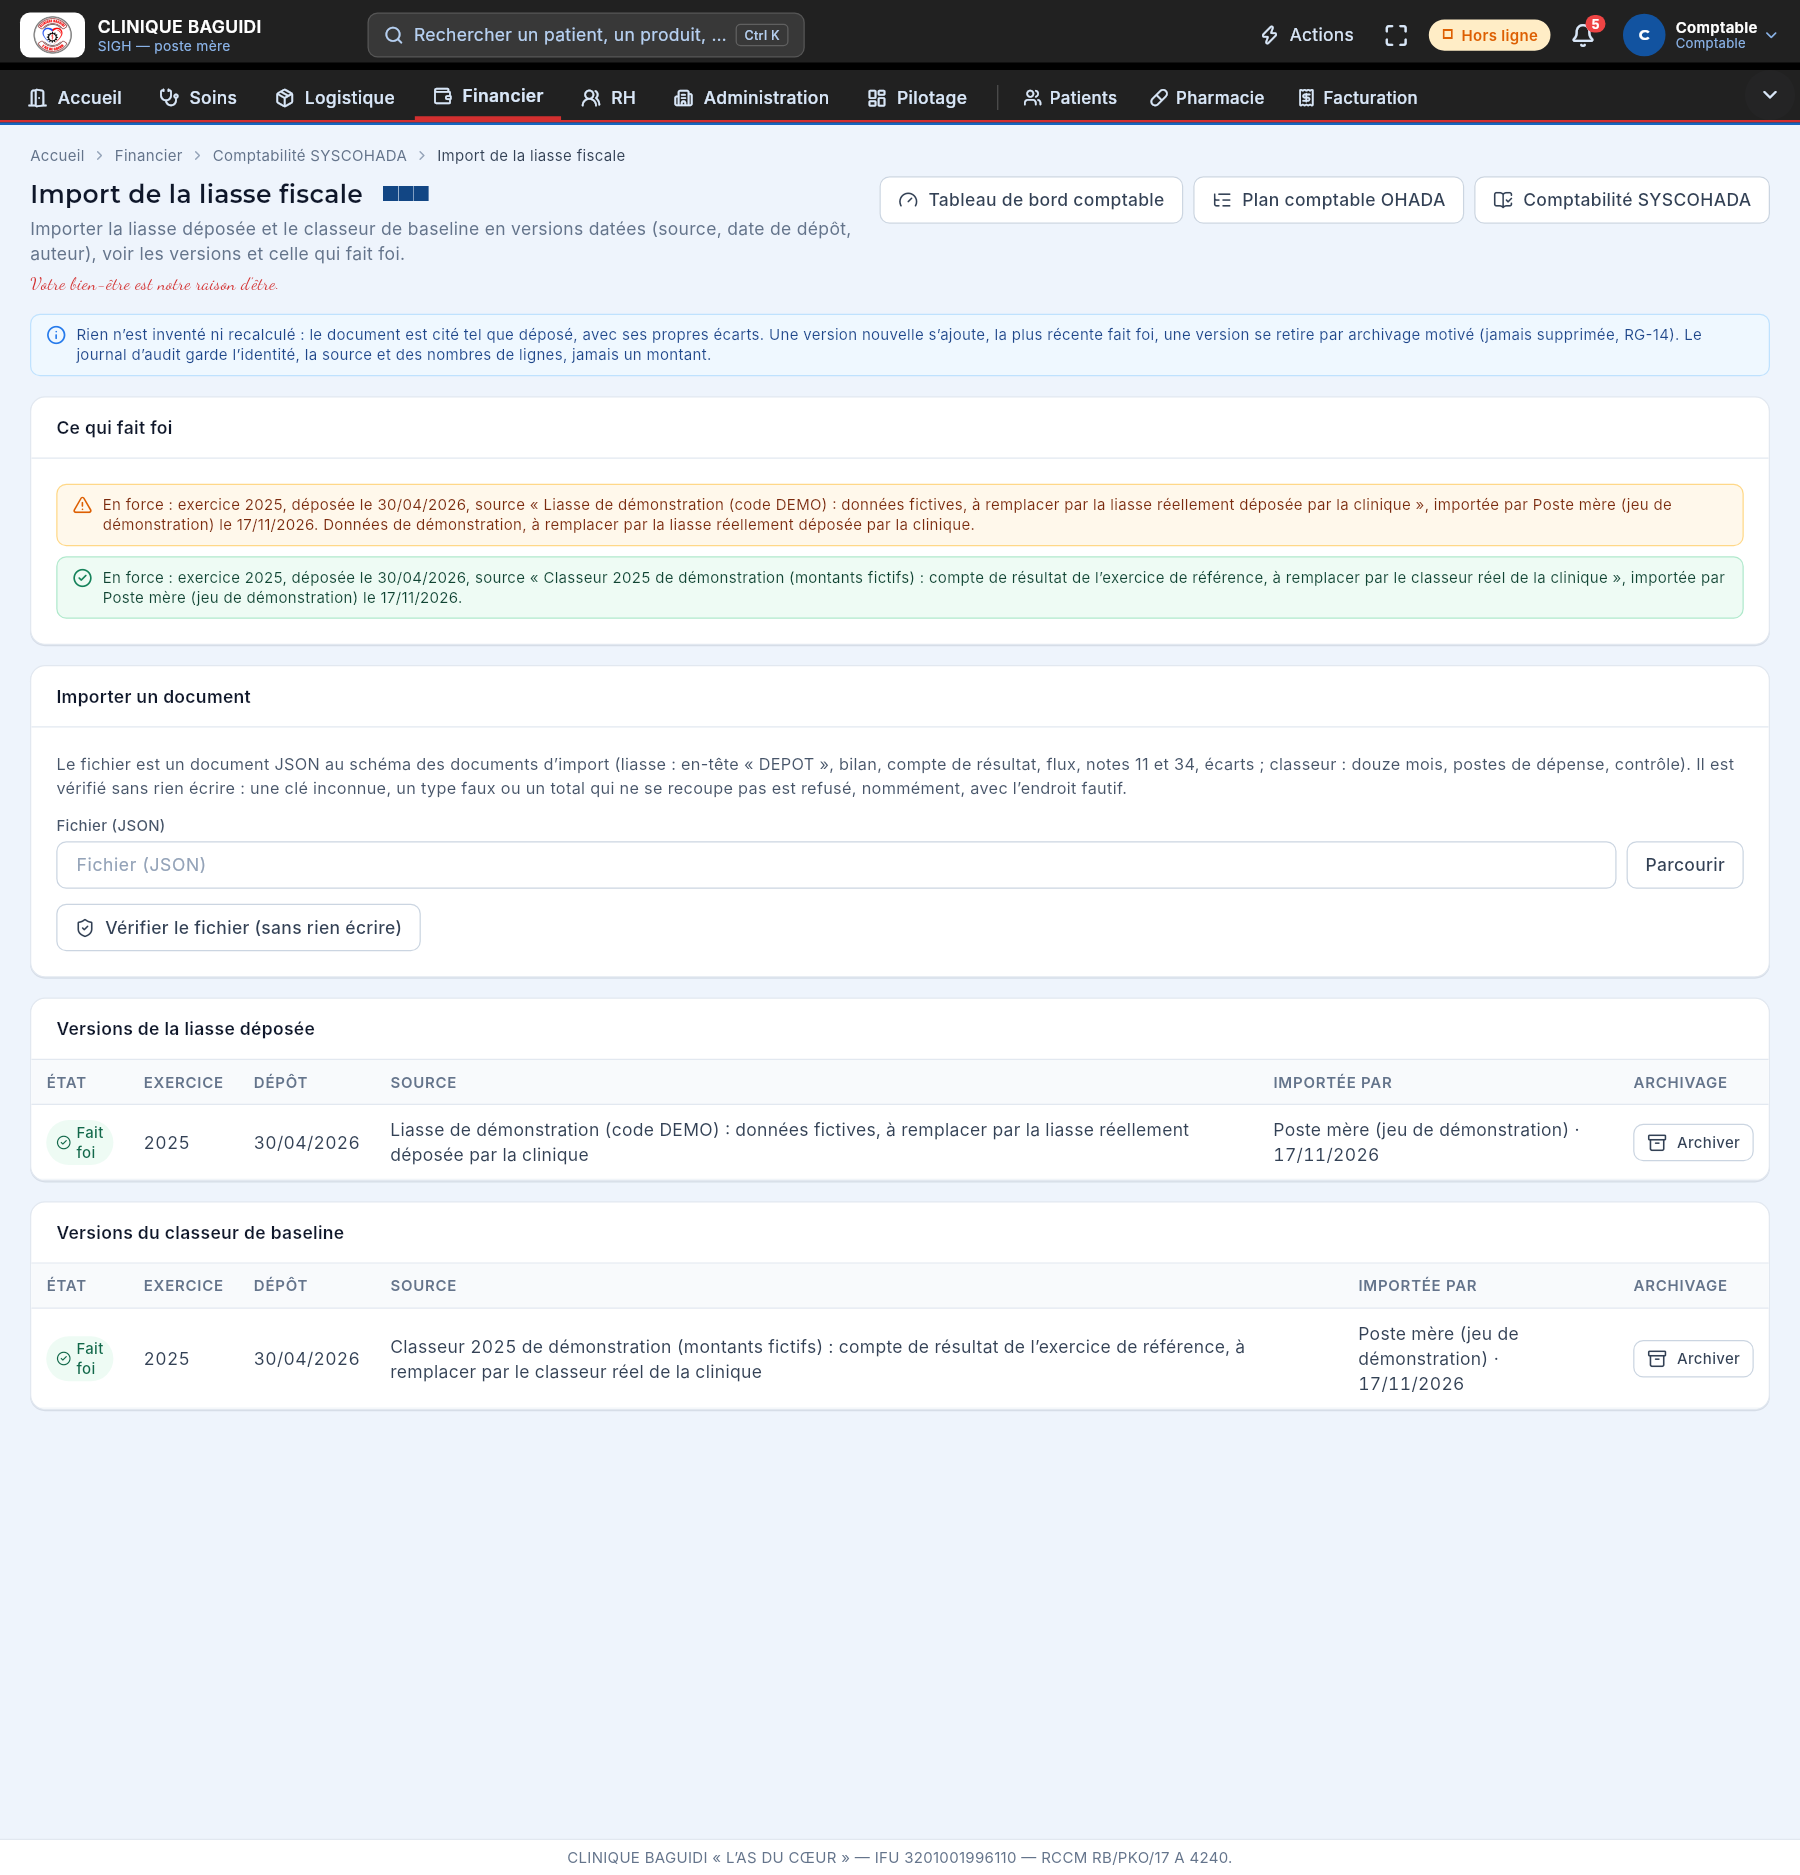 CLINIQUE BAGUIDI
SIGH — poste mère
Rechercher un patient, un produit, ...
Ctrl K
Actions
Hors ligne
5
C
Comptable
Comptable
Accueil
Soins
Logistique
Financier
RH
Administration
Pilotage
Patients
Pharmacie
Facturation
Accueil > Financier > Comptabilité SYSCOHADA > Import de la liasse fiscale
Import de la liasse fiscale
Tableau de bord comptable
Plan comptable OHADA
Comptabilité SYSCOHADA
Importer la liasse déposée et le classeur de baseline en versions datées (source, date de dépôt,
auteur), voir les versions et celle qui fait foi.
Votre bien-être est notre raison d'être.
Rien n’est inventé ni recalculé : le document est cité tel que déposé, avec ses propres écarts. Une version nouvelle s’ajoute, la plus récente fait foi, une version se retire par archivage motivé (jamais supprimée, RG-14). Le
journal d’audit garde l’identité, la source et des nombres de lignes, jamais un montant.
Ce qui fait foi
En force : exercice 2025, déposée le 30/04/2026, source « Liasse de démonstration (code DEMO) : données fictives, à remplacer par la liasse réellement déposée par la clinique », importée par Poste mère (jeu de
démonstration) le 17/11/2026. Données de démonstration, à remplacer par la liasse réellement déposée par la clinique.
En force : exercice 2025, déposée le 30/04/2026, source « Classeur 2025 de démonstration (montants fictifs) : compte de résultat de l’exercice de référence, à remplacer par le classeur réel de la clinique », importée par
Poste mère (jeu de démonstration) le 17/11/2026.
Importer un document
Le fichier est un document JSON au schéma des documents d’import (liasse : en-tête « DEPOT », bilan, compte de résultat, flux, notes 11 et 34, écarts ; classeur : douze mois, postes de dépense, contrôle). Il est
vérifié sans rien écrire : une clé inconnue, un type faux ou un total qui ne se recoupe pas est refusé, nommément, avec l’endroit fautif.
Fichier (JSON)
Fichier (JSON)
Parcourir
Vérifier le fichier (sans rien écrire)
Versions de la liasse déposée
ÉTAT EXERCICE DÉPÔT SOURCE IMPORTÉE PAR ARCHIVAGE
Fait
foi
2025
30/04/2026
Liasse de démonstration (code DEMO) : données fictives, à remplacer par la liasse réellement
déposée par la clinique
Poste mère (jeu de démonstration) ·
17/11/2026
Archiver
Versions du classeur de baseline
ÉTAT EXERCICE DÉPÔT SOURCE IMPORTÉE PAR ARCHIVAGE
Fait
foi
2025
30/04/2026
Classeur 2025 de démonstration (montants fictifs) : compte de résultat de l’exercice de référence, à
remplacer par le classeur réel de la clinique
Poste mère (jeu de
démonstration) ·
17/11/2026
Archiver
CLINIQUE BAGUIDI « L’AS DU CŒUR » — IFU 3201001996110 — RCCM RB/PKO/17 A 4240.